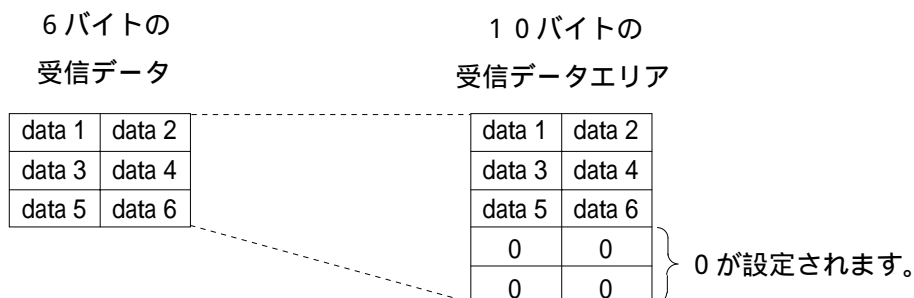 6バイトの
受信データ
data 1 data 2
data 3 data 4
data 5 data 6
10バイトの
受信データエリア
data 1 data 2
data 3 data 4
data 5 data 6
0 0
0 0
0が設定されます。